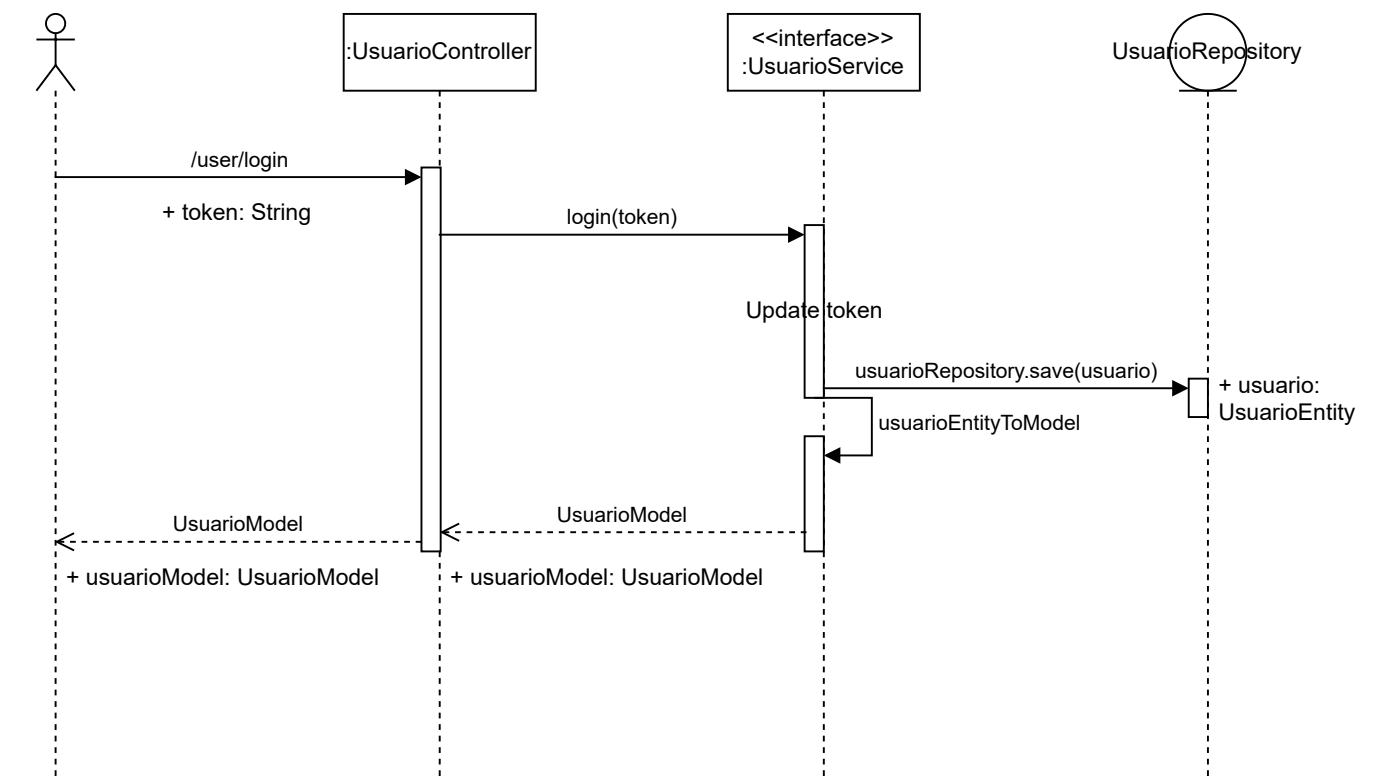 :UsuarioController
<<interface>>
:UsuarioService
UsuarioRepository
/user/login
+ token: String
login(token)
Update token
usuarioRepository.save(usuario)
+ usuario:
UsuarioEntity
usuarioEntityToModel
UsuarioModel
UsuarioModel
+ usuarioModel: UsuarioModel
+ usuarioModel: UsuarioModel